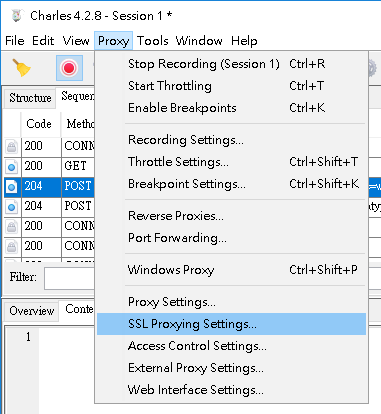 Charles 4.2.8 - Session 1 *
File Edit View Proxy Tools Window Help
Stop Recording (Session 1) Ctrl+R
Start Throttling Ctrl+T
Enable Breakpoints Ctrl+K
Recording Settings...
Throttle Settings... Ctrl+Shift+T
Breakpoint Settings... Ctrl+Shift+K
Reverse Proxies...
Port Forwarding...
Windows Proxy Ctrl+Shift+P
Proxy Settings...
SSL Proxying Settings...
Access Control Settings...
External Proxy Settings...
Web Interface Settings...
Structure Sequen
Code Metho
200 CONN
200 GET
204 POST
204 POST
200 CONN
200 CONN
Filter:
Overview Conte
1